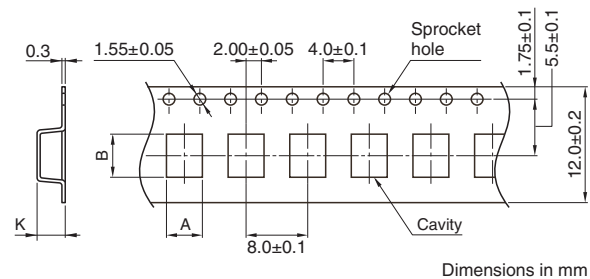 Sprocket
hole
0.3
1.55±0.05
2.00±0.05
4.0±0.1
1.75±0.1
5.5±0.1
12.0±0.2
B
K
A
8.0±0.1
Cavity
Dimensions in mm